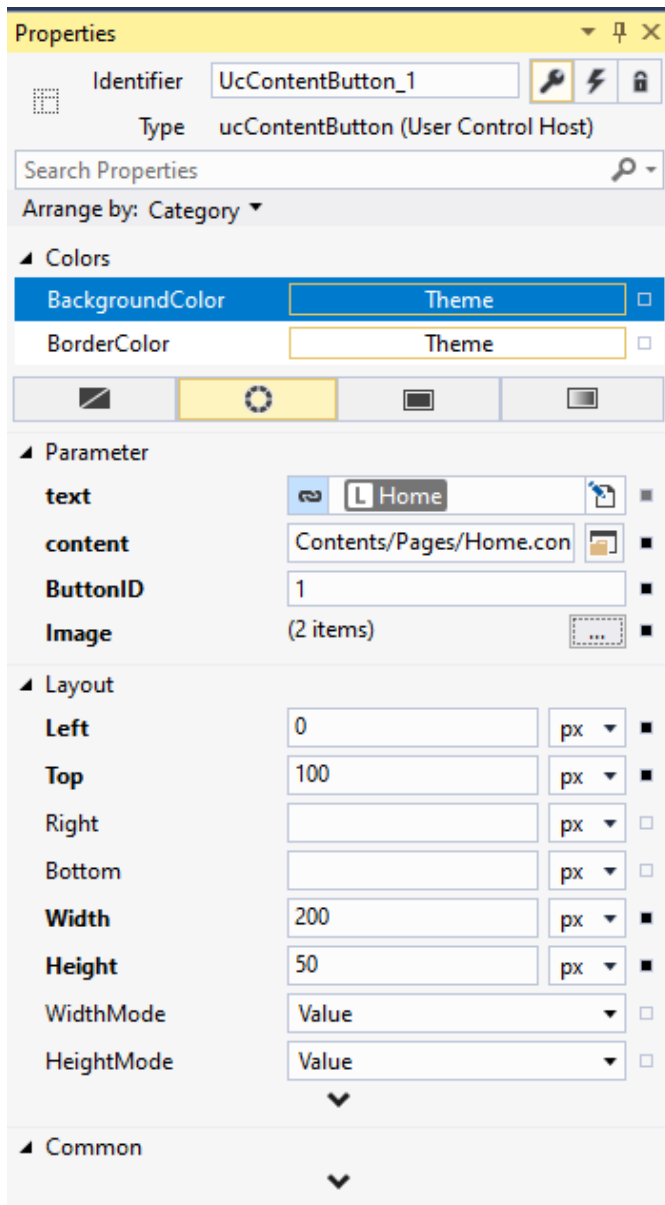 Properties
Identifier UcContentButton_1
Type ucContentButton (User Control Host)
Search Properties
Arrange by: Category
Colors
BackgroundColor Theme
BorderColor Theme
Parameter
text L Home
content Contents/Pages/Home.con
ButtonID 1
Image (2 items) ...
Layout
Left 0 px
Top 100 px
Right px
Bottom px
Width 200 px
Height 50 px
WidthMode Value
HeightMode Value
Common